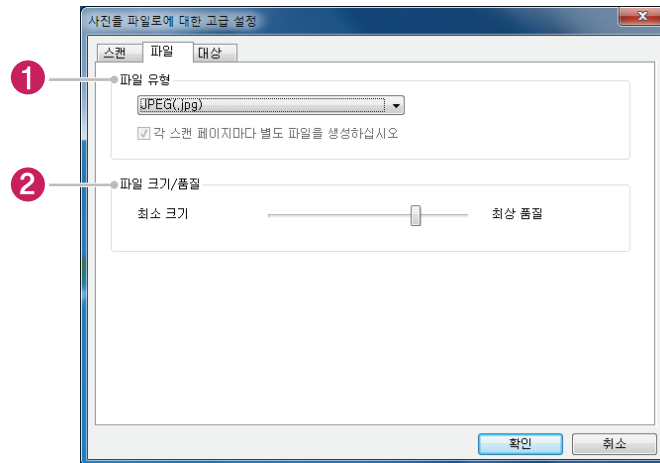 사진을 파일로에 대한 고급 설정
x
스캔 파일 대상
1 파일 유형
JPEG(.jpg)
각 스캔 페이지마다 별도 파일을 생성하십시오
2 파일 크기/품질
최소 크기 최상 품질
확인 취소